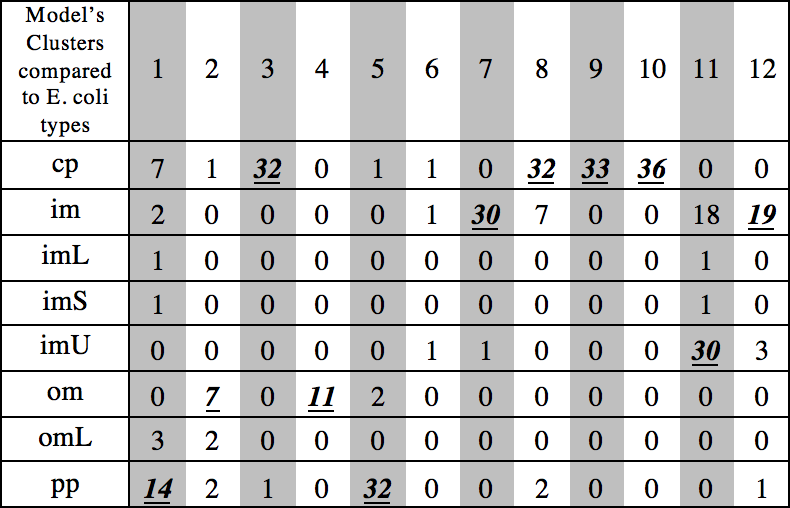 Model’s
Clusters
compared
to E. coli
types
1 2 3 4 5 6 7 8 9 10 11 12
cp 7 1 32 0 1 1 0 32 33 36 0 0
im 2 0 0 0 0 1 30 7 0 0 18 19
imL 1 0 0 0 0 0 0 0 0 0 1 0
imS 1 0 0 0 0 0 0 0 0 0 1 0
imU 0 0 0 0 0 1 1 0 0 0 30 3
om 0 7 0 11 2 0 0 0 0 0 0 0
omL 3 2 0 0 0 0 0 0 0 0 0 0
pp 14 2 1 0 32 0 0 2 0 0 0 1